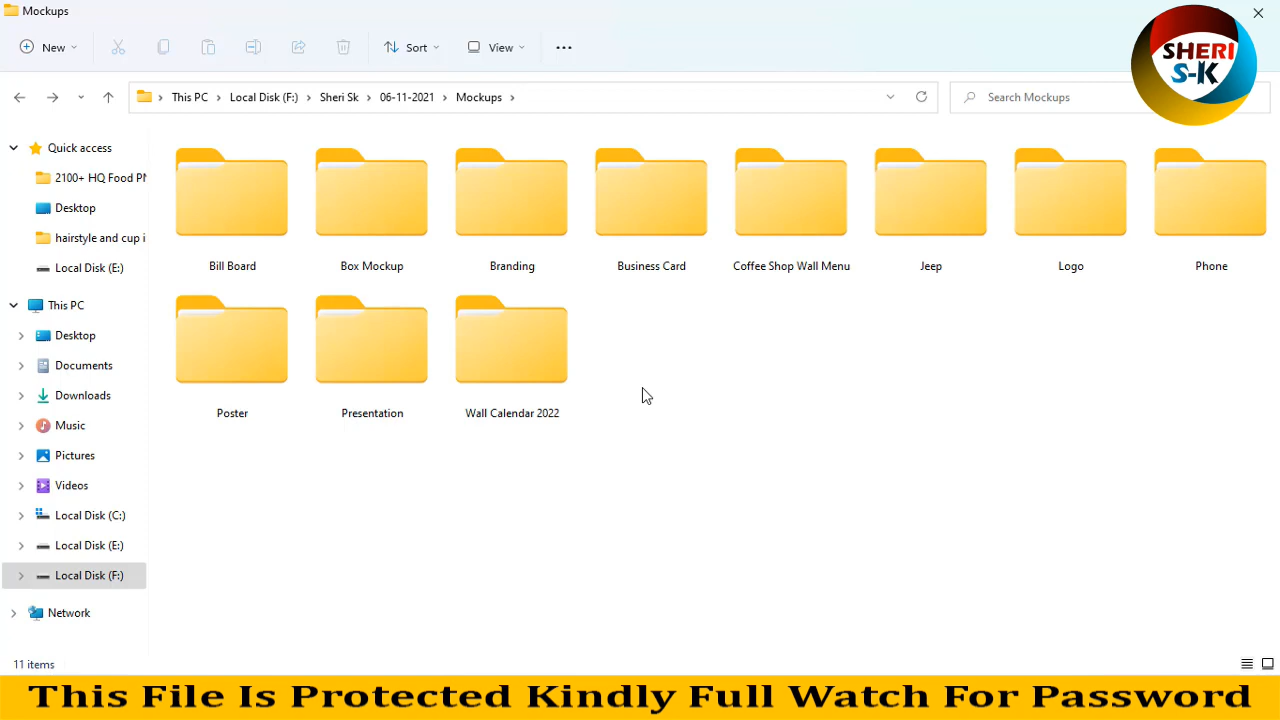 Mockups
New
Sort
View
This PC > Local Disk (F:) > Sheri Sk > 06-11-2021 > Mockups >
Search Mockups
SHERI
S-K
Quick access
2100+ HQ Food PN
Desktop
hairstyle and cup i
Local Disk (E:)
This PC
Desktop
Documents
Downloads
Music
Pictures
Videos
Local Disk (C:)
Local Disk (E:)
Local Disk (F:)
Network
Bill Board
Box Mockup
Branding
Business Card
Coffee Shop Wall Menu
Jeep
Logo
Phone
Poster
Presentation
Wall Calendar 2022
11 items
This File Is Protected Kindly Full Watch For Password